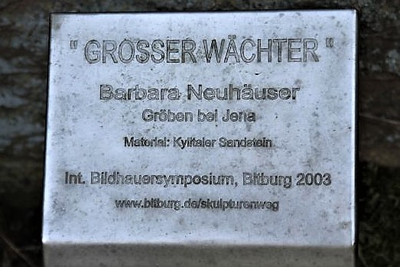 " GROSSER WÄCHTER "
Barbara Neuhäuser
Gröben bei Jena
Material: Kylltaler Sandstein
Int. Bildhauersymposium, Bitburg 2003
www.bitburg.de/skulpturenweg